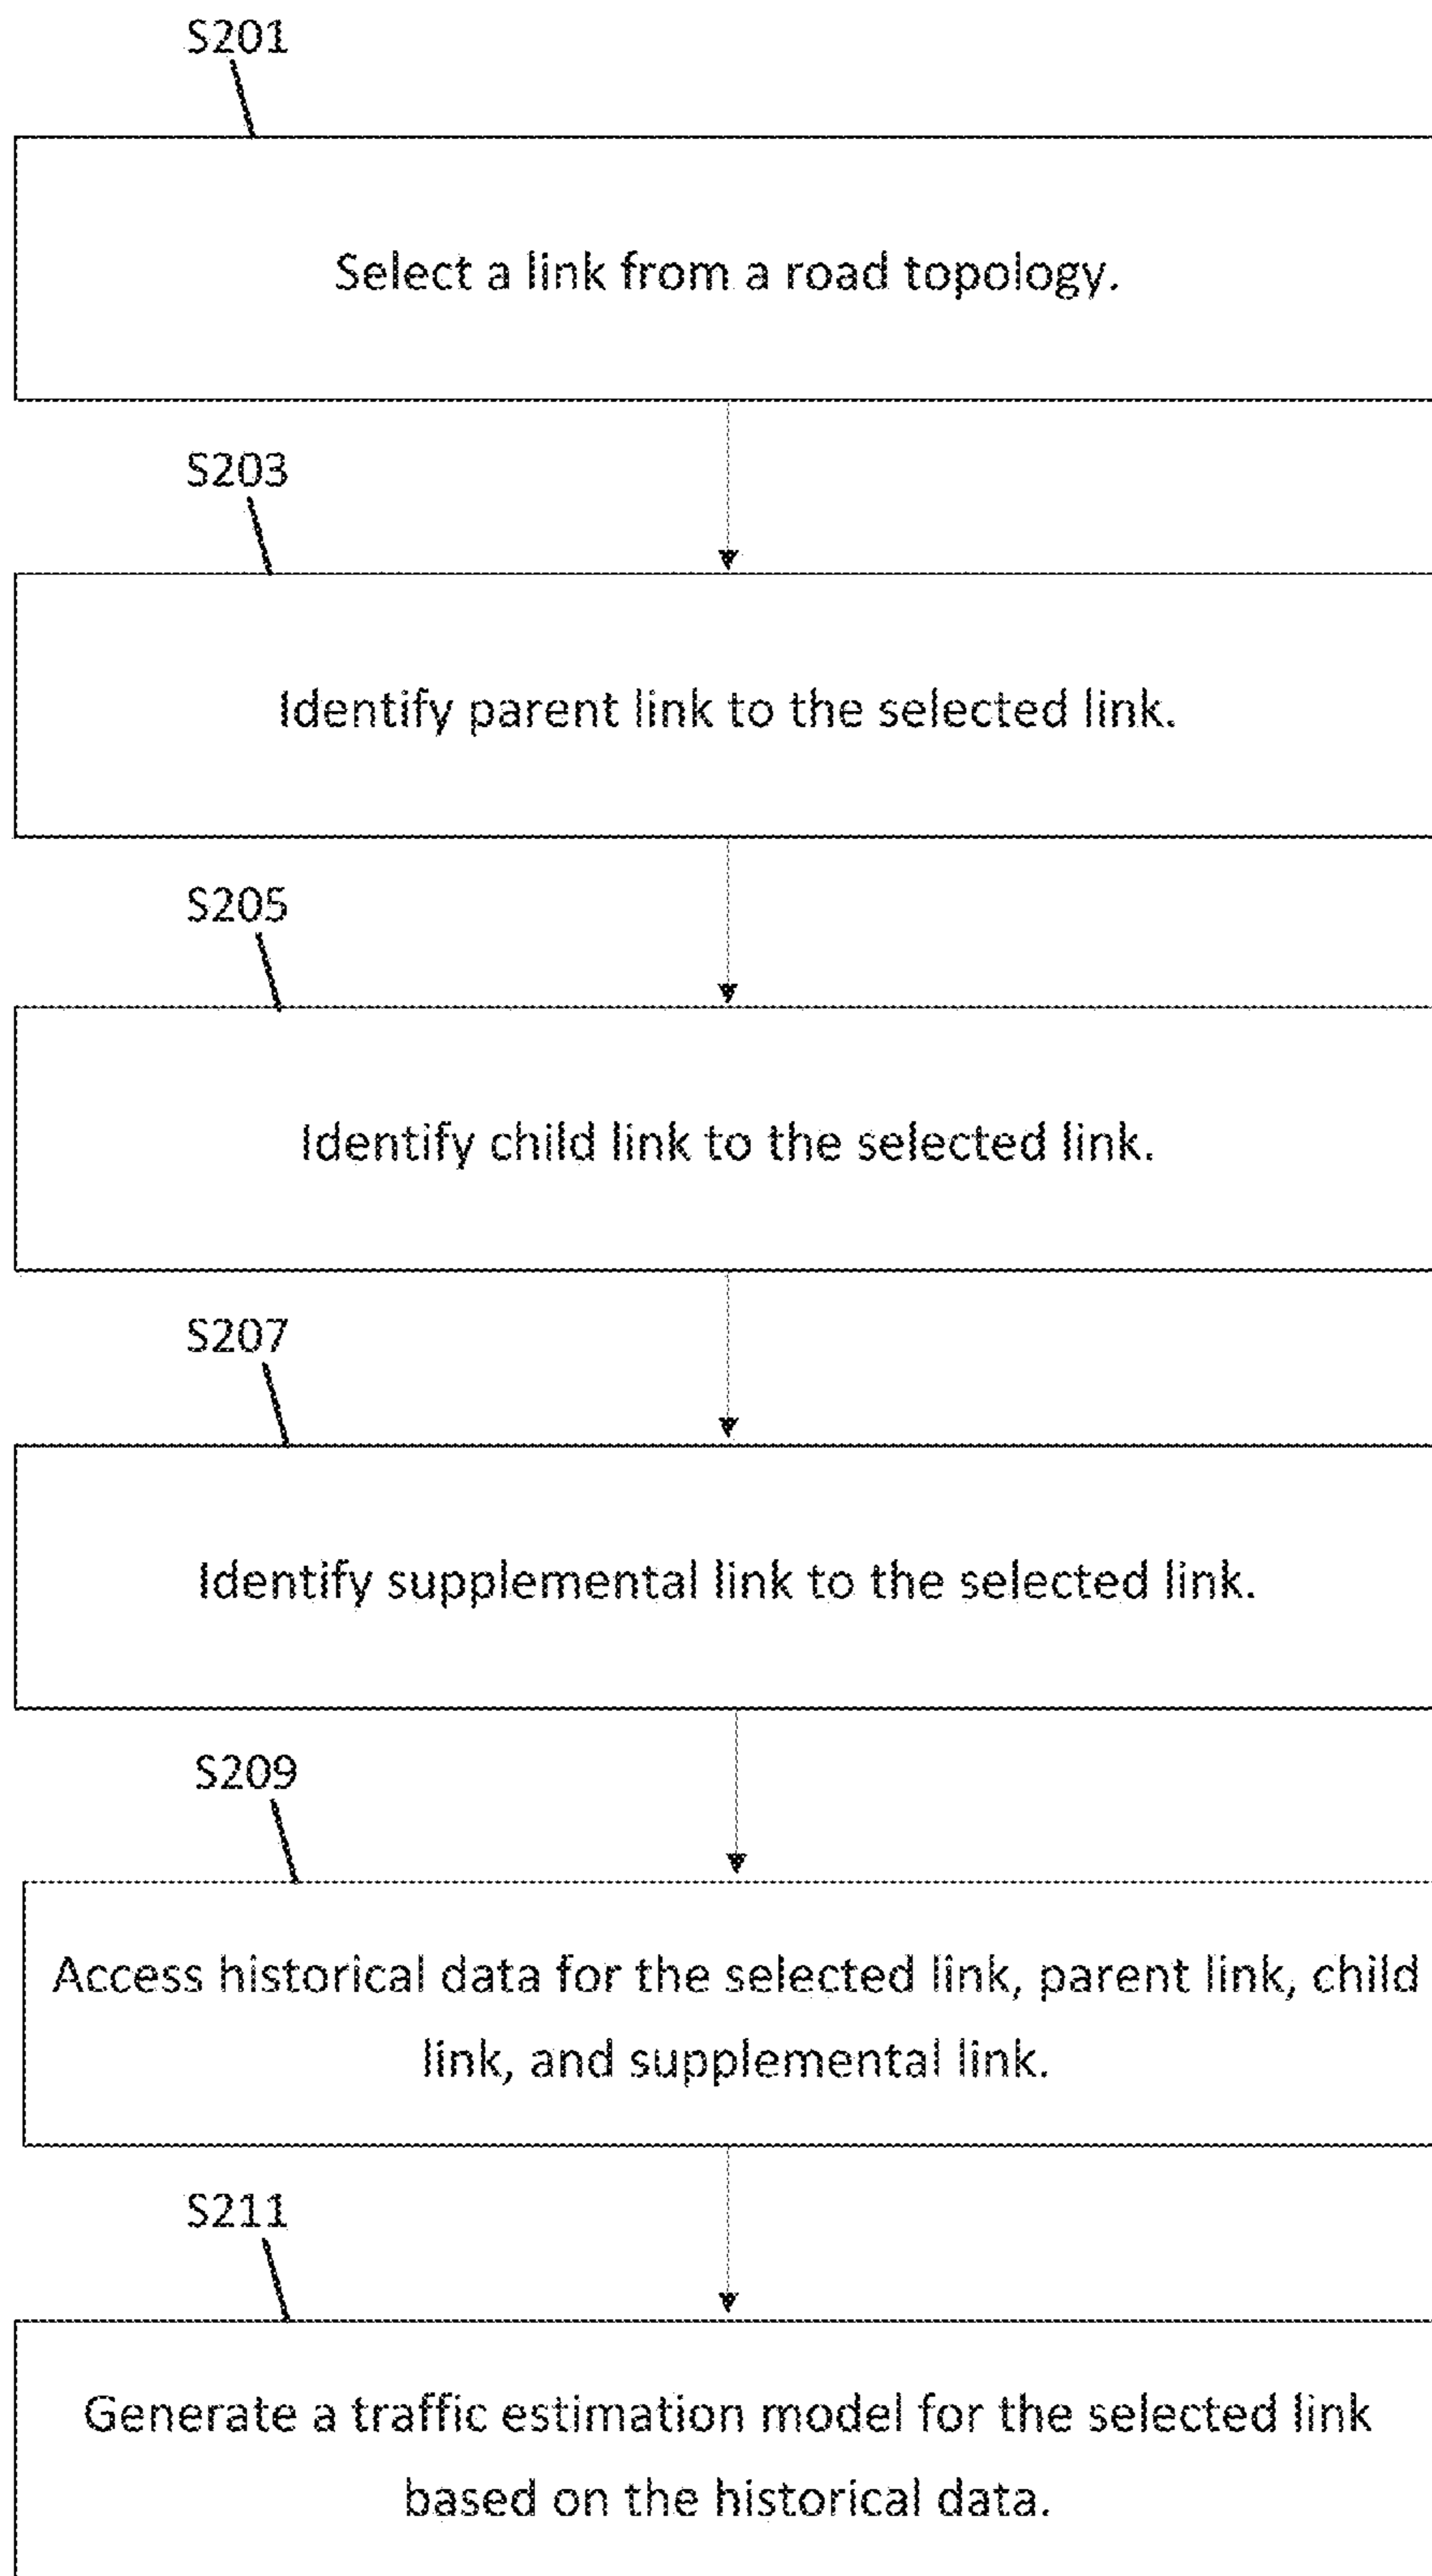 S201
Select a link from a road topology.
S203
Identify parent link to the selected link.
S205
Identify child link to the selected link.
S207
Identify supplemental link to the selected link.
S209
Access historical data for the selected link, parent link, child
link, and supplemental link.
S211
Generate a traffic estimation model for the selected link
based on the historical data.